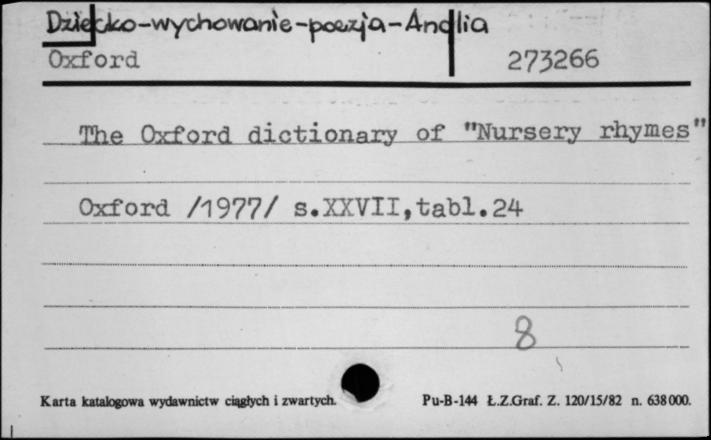 Dziecko-wychowanie-poezja-Anglia
Oxford 273266
The Oxford dictionary of "Nursery rhymes"
Oxford /1977/ s.XXVII,tabl.24
8
Karta katalogowa wydawnictw ciągłych i zwartych. Pu-B-144 Ł.Z.Graf. Z. 120/15/82 n. 638000.